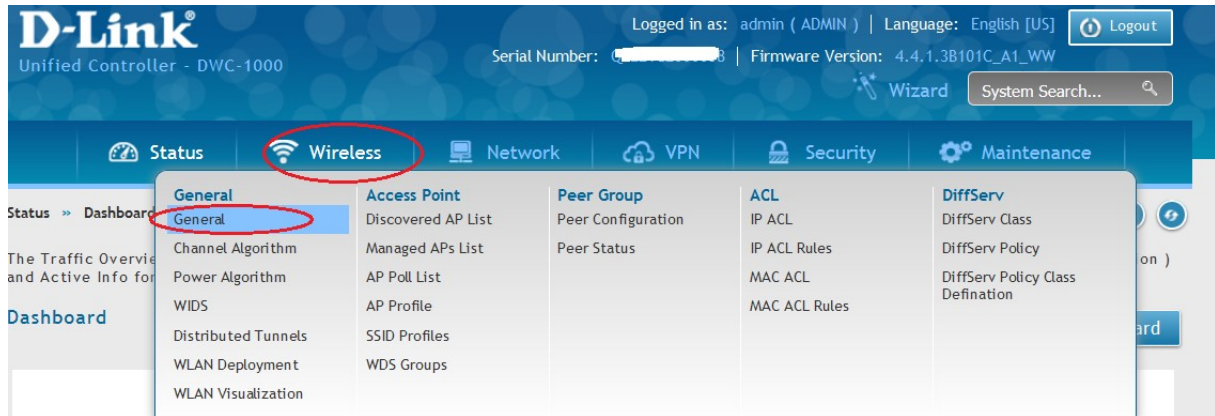 D-Link
Logged in as: admin ( ADMIN ) | Language: English [US] Logout
Unified Controller - DWC-1000
Serial Number: | Firmware Version: 4.4.1.3B101C_A1_WW
Wizard System Search...
Status Wireless Network VPN Security Maintenance
General Access Point Peer Group ACL DiffServ
Status » Dashboard
General Discovered AP List Peer Configuration IP ACL DiffServ Class
Channel Algorithm Managed APs List Peer Status IP ACL Rules DiffServ Policy
The Traffic Overvie on )
and Active Info for
Power Algorithm AP Poll List MAC ACL DiffServ Policy Class
Defination
WIDS AP Profile MAC ACL Rules
Dashboard ard
Distributed Tunnels SSID Profiles
WLAN Deployment WDS Groups
WLAN Visualization